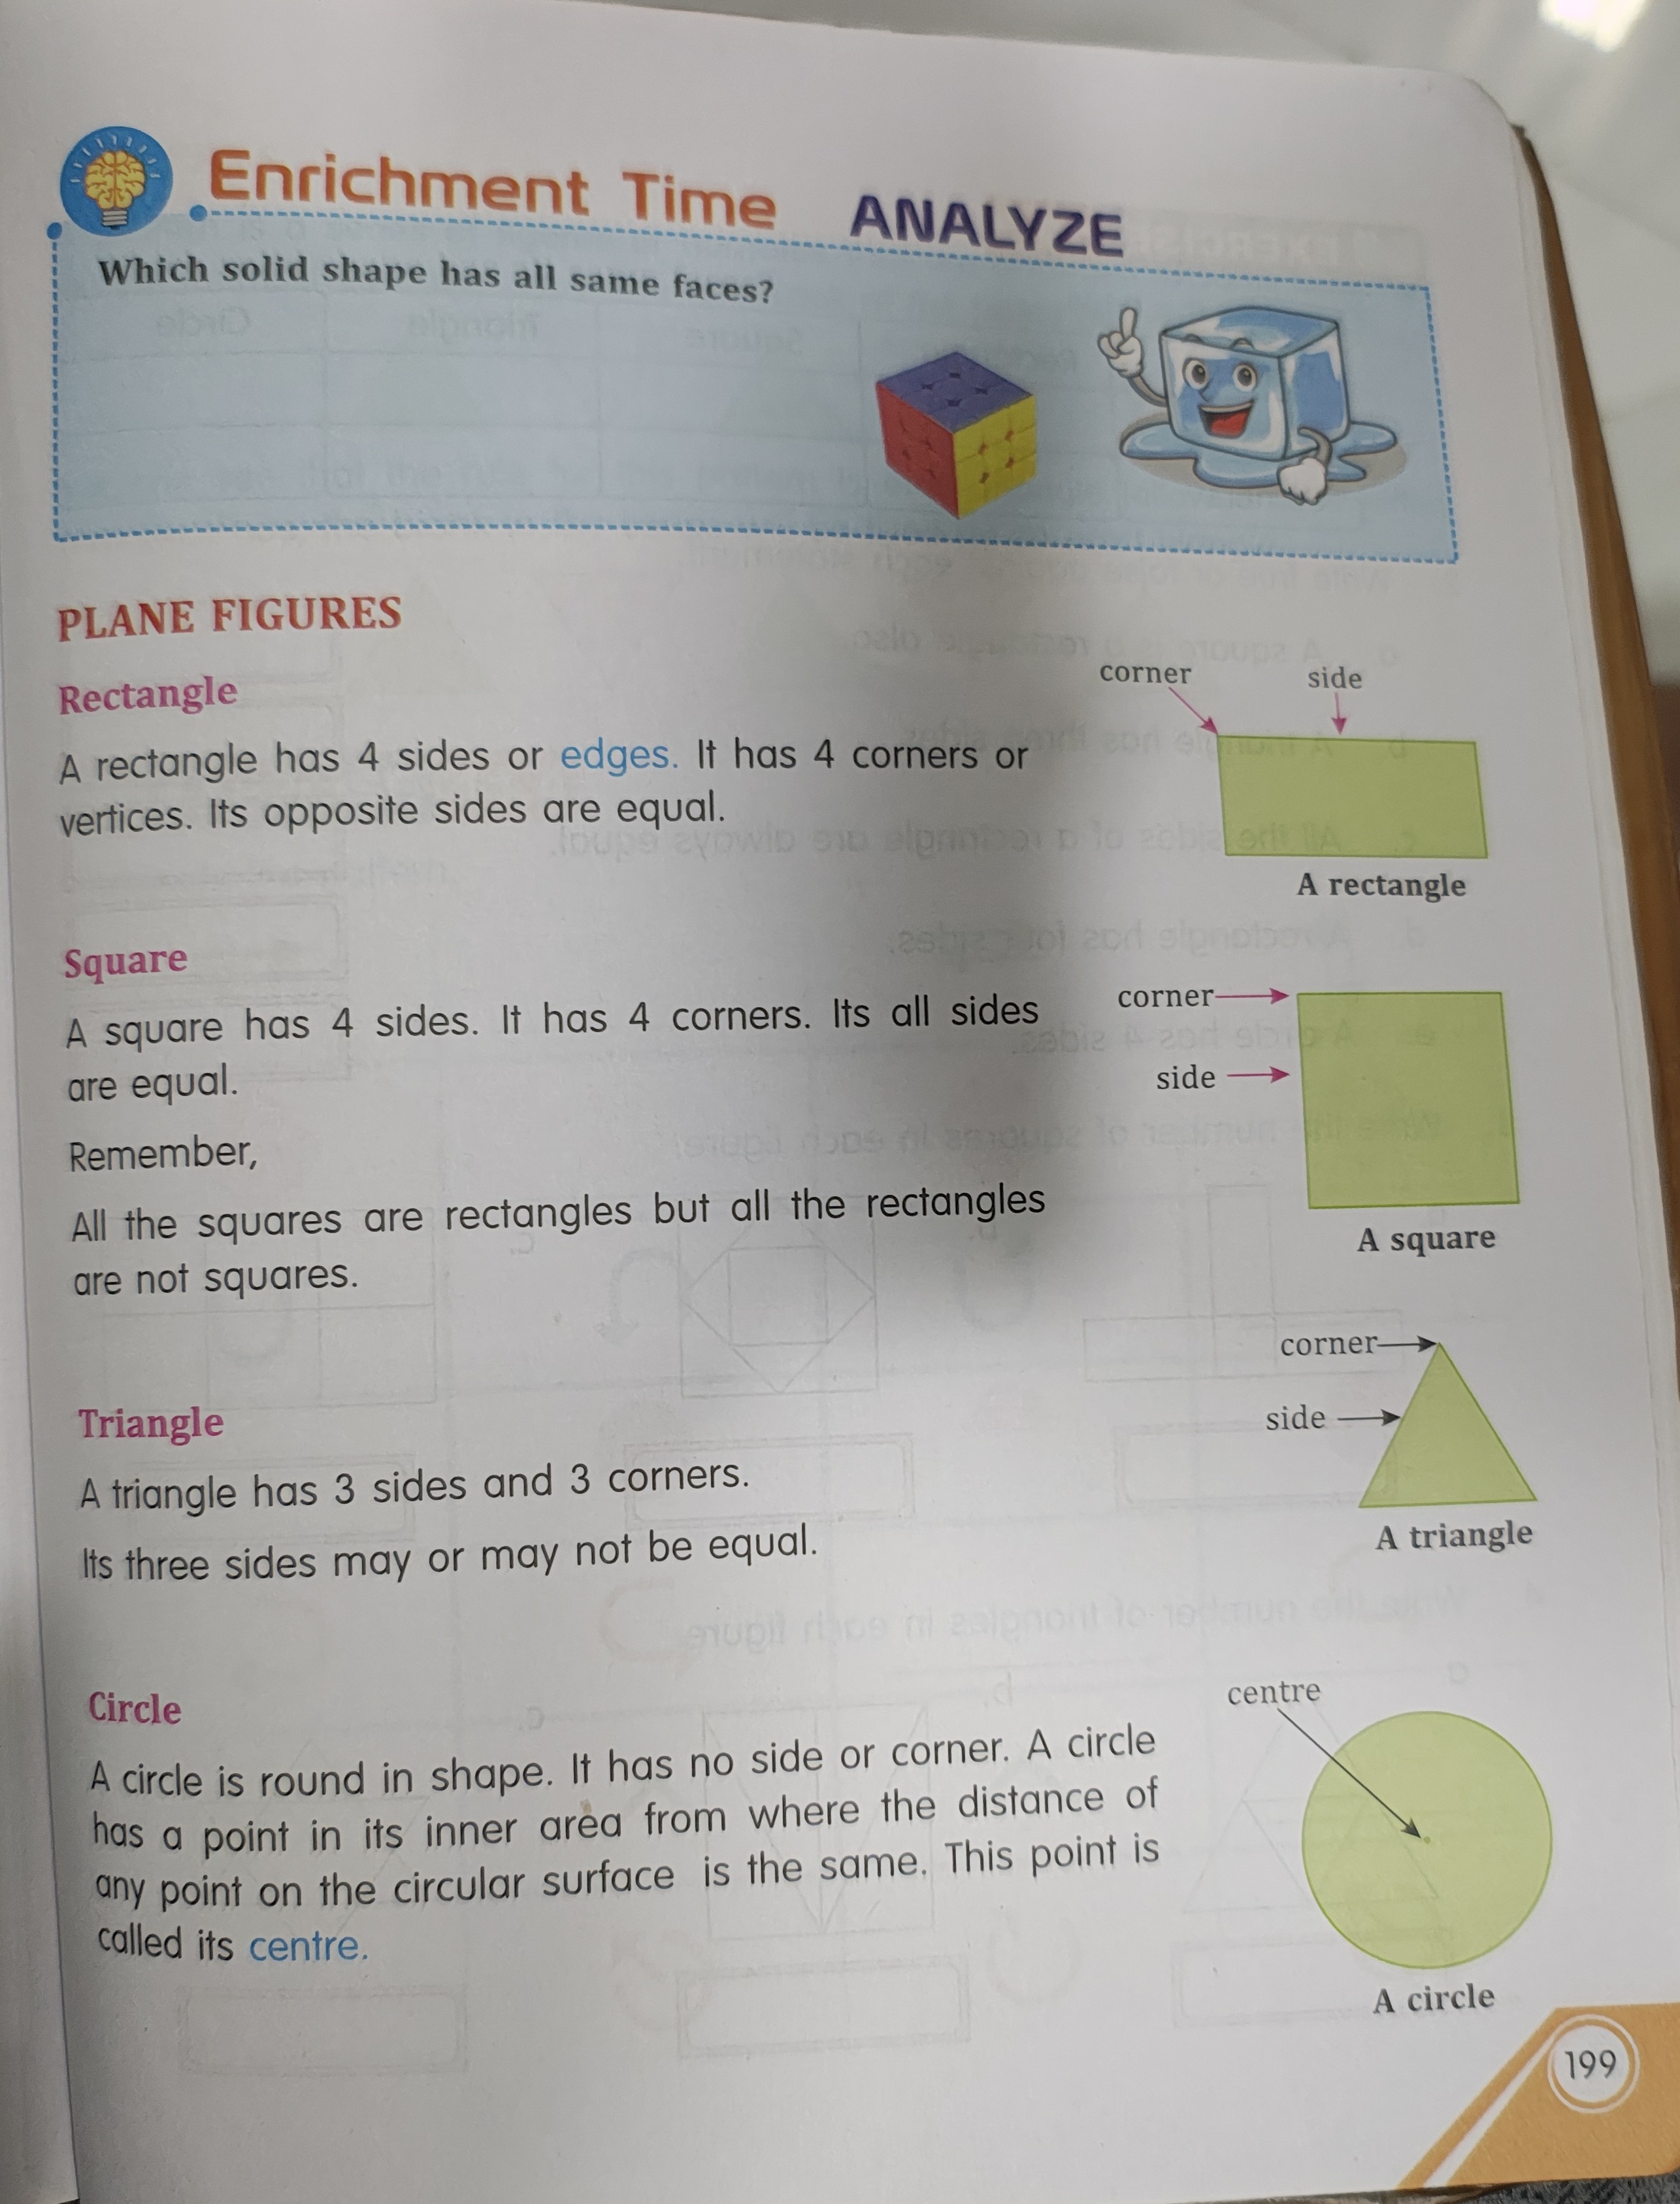 Enrichment Time ANALYZE
Which solid shape has all same faces?
PLANE FIGURES
Rectangle
A rectangle has 4 sides or edges. It has 4 corners or
vertices. Its opposite sides are equal.
corner
side
A rectangle
Square
A square has 4 sides. It has 4 corners. Its all sides
are equal.
Remember,
All the squares are rectangles but all the rectangles
are not squares.
corner
side
A square
Triangle
A triangle has 3 sides and 3 corners.
Its three sides may or may not be equal.
corner
side
A triangle
Circle
A circle is round in shape. It has no side or corner. A circle
has a point in its inner area from where the distance of
any point on the circular surface is the same. This point is
called its centre.
centre
A circle
199